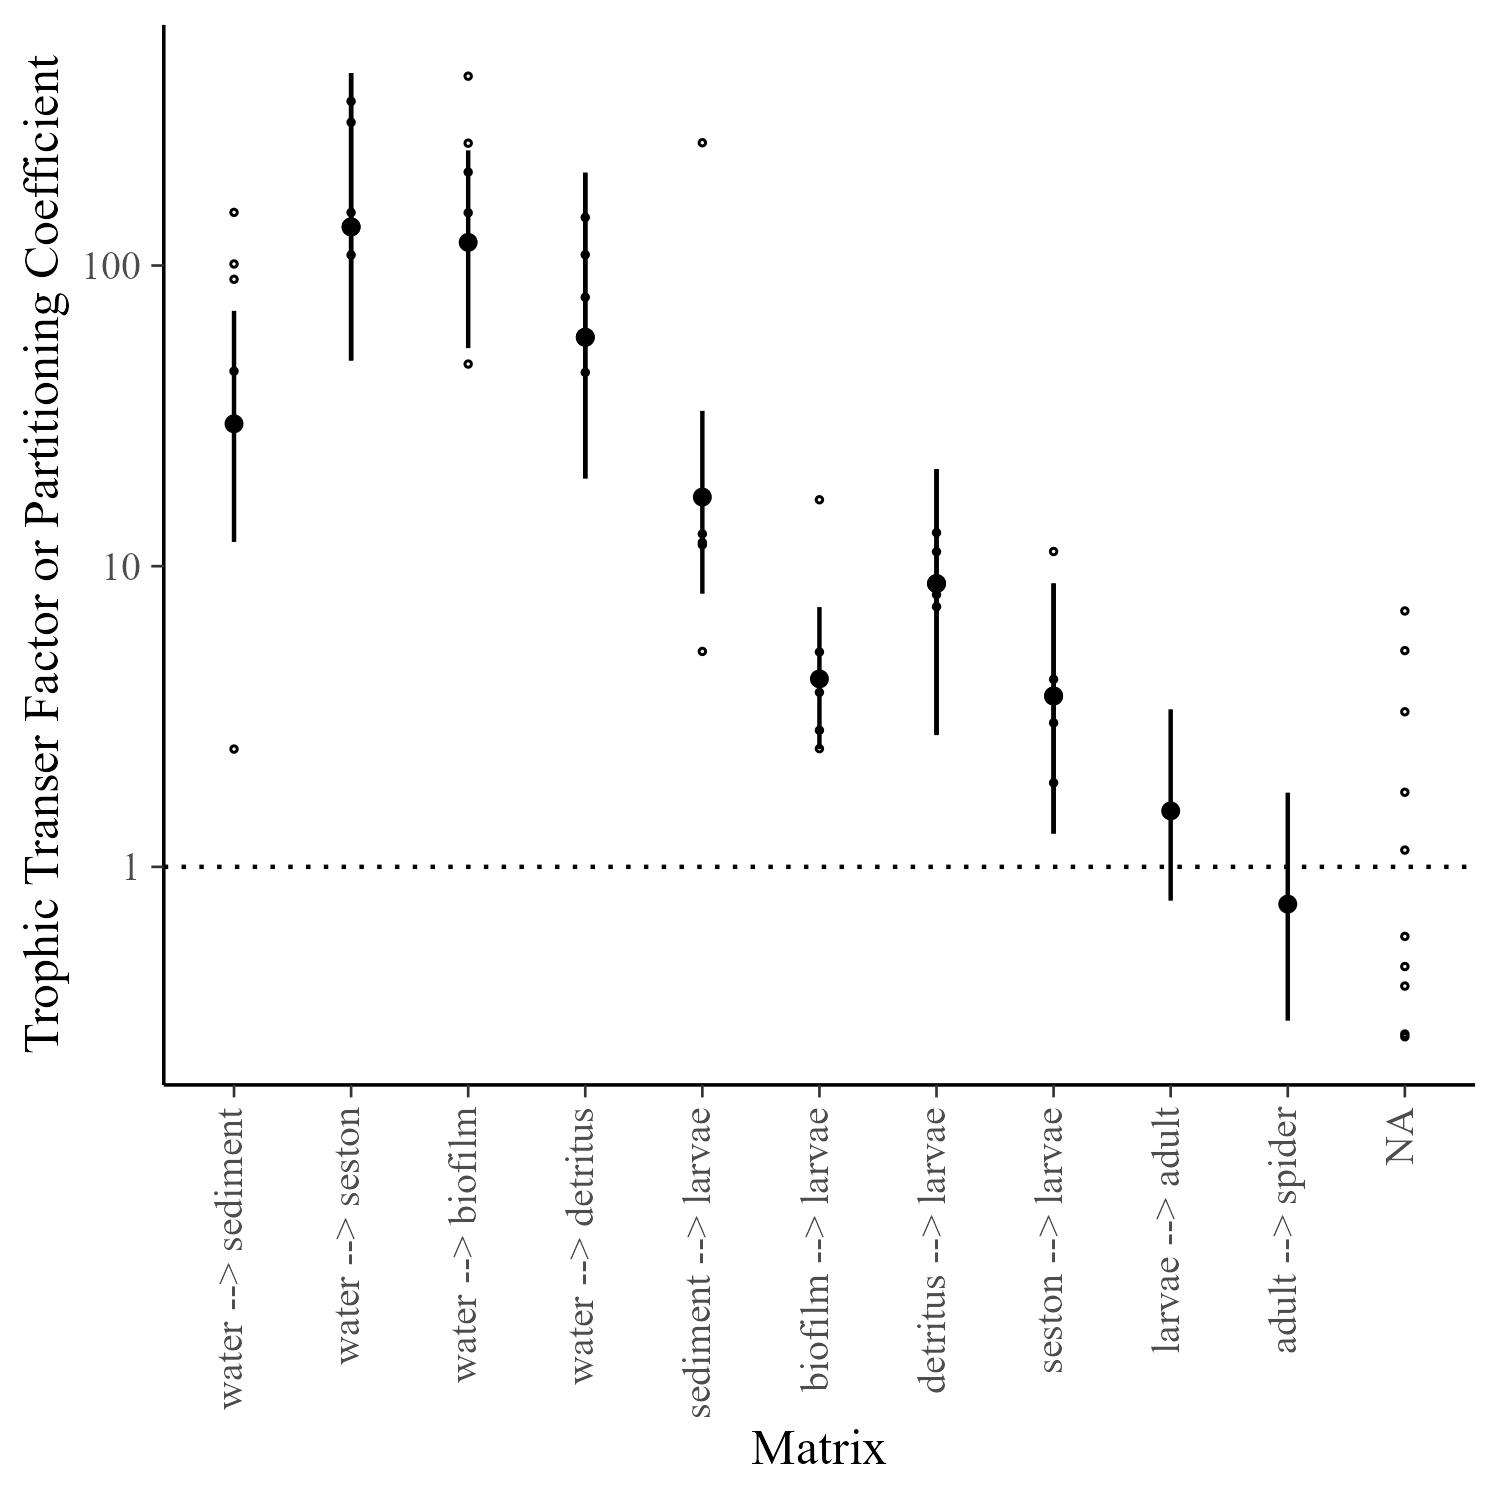 Trophic Transer Factor or Partitioning Coefficient
100
10
1
water --> sediment
water --> seston
water --> biofilm
water --> detritus
sediment --> larvae
biofilm --> larvae
detritus --> larvae
seston --> larvae
larvae --> adult
adult --> spider
NA
Matrix